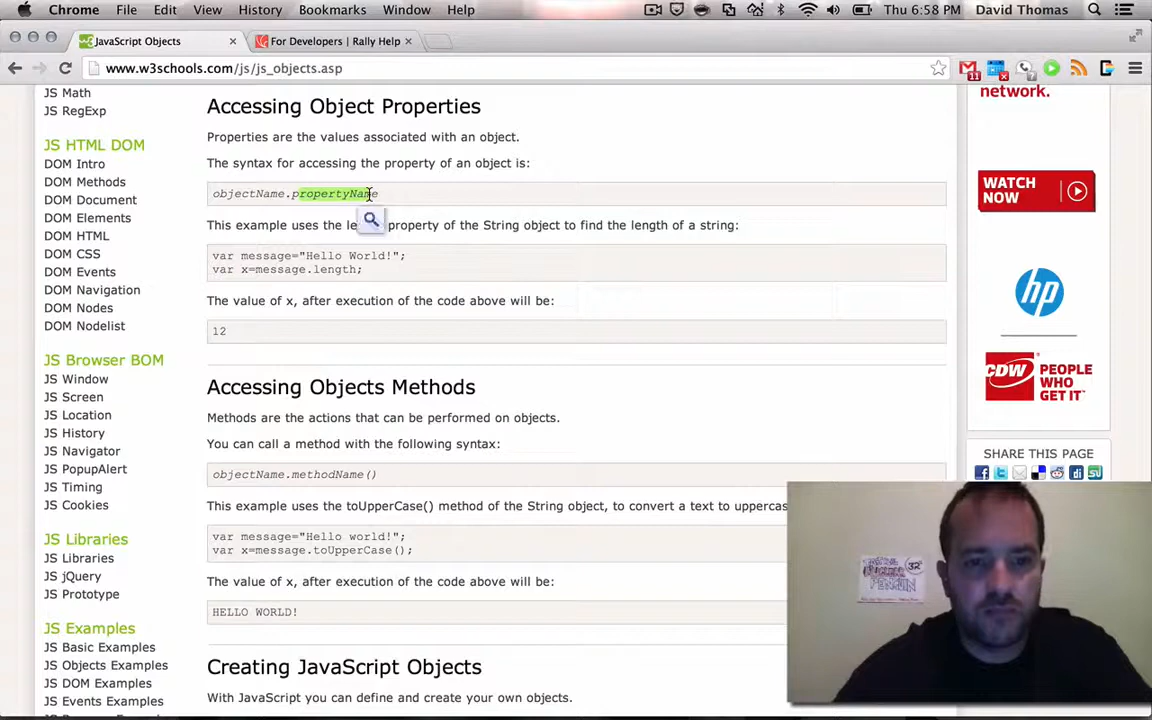 Chrome File Edit View History Bookmarks Window Help Thu 6:58 PM David Thomas
JavaScript Objects × For Developers | Rally Help ×
www.w3schools.com/js/js_objects.asp
11
JS Math
JS RegExp
JS HTML DOM
DOM Intro
DOM Methods
DOM Document
DOM Elements
DOM HTML
DOM CSS
DOM Events
DOM Navigation
DOM Nodes
DOM Nodelist
JS Browser BOM
JS Window
JS Screen
JS Location
JS History
JS Navigator
JS PopupAlert
JS Timing
JS Cookies
JS Libraries
JS Libraries
JS jQuery
JS Prototype
JS Examples
JS Basic Examples
JS Objects Examples
JS DOM Examples
JS Events Examples
Accessing Object Properties
Properties are the values associated with an object.
The syntax for accessing the property of an object is:
objectName.propertyName
This example uses the le property of the String object to find the length of a string:
var message="Hello World!";
var x=message.length;
The value of x, after execution of the code above will be:
12
Accessing Objects Methods
Methods are the actions that can be performed on objects.
You can call a method with the following syntax:
objectName.methodName()
This example uses the toUpperCase() method of the String object, to convert a text to uppercas
var message="Hello world!";
var x=message.toUpperCase();
The value of x, after execution of the code above will be:
HELLO WORLD!
Creating JavaScript Objects
With JavaScript you can define and create your own objects.
network.
WATCH
hp
CDW PEOPLE
WHO
GET IT
SHARE THIS PAGE
32
PENGUIN